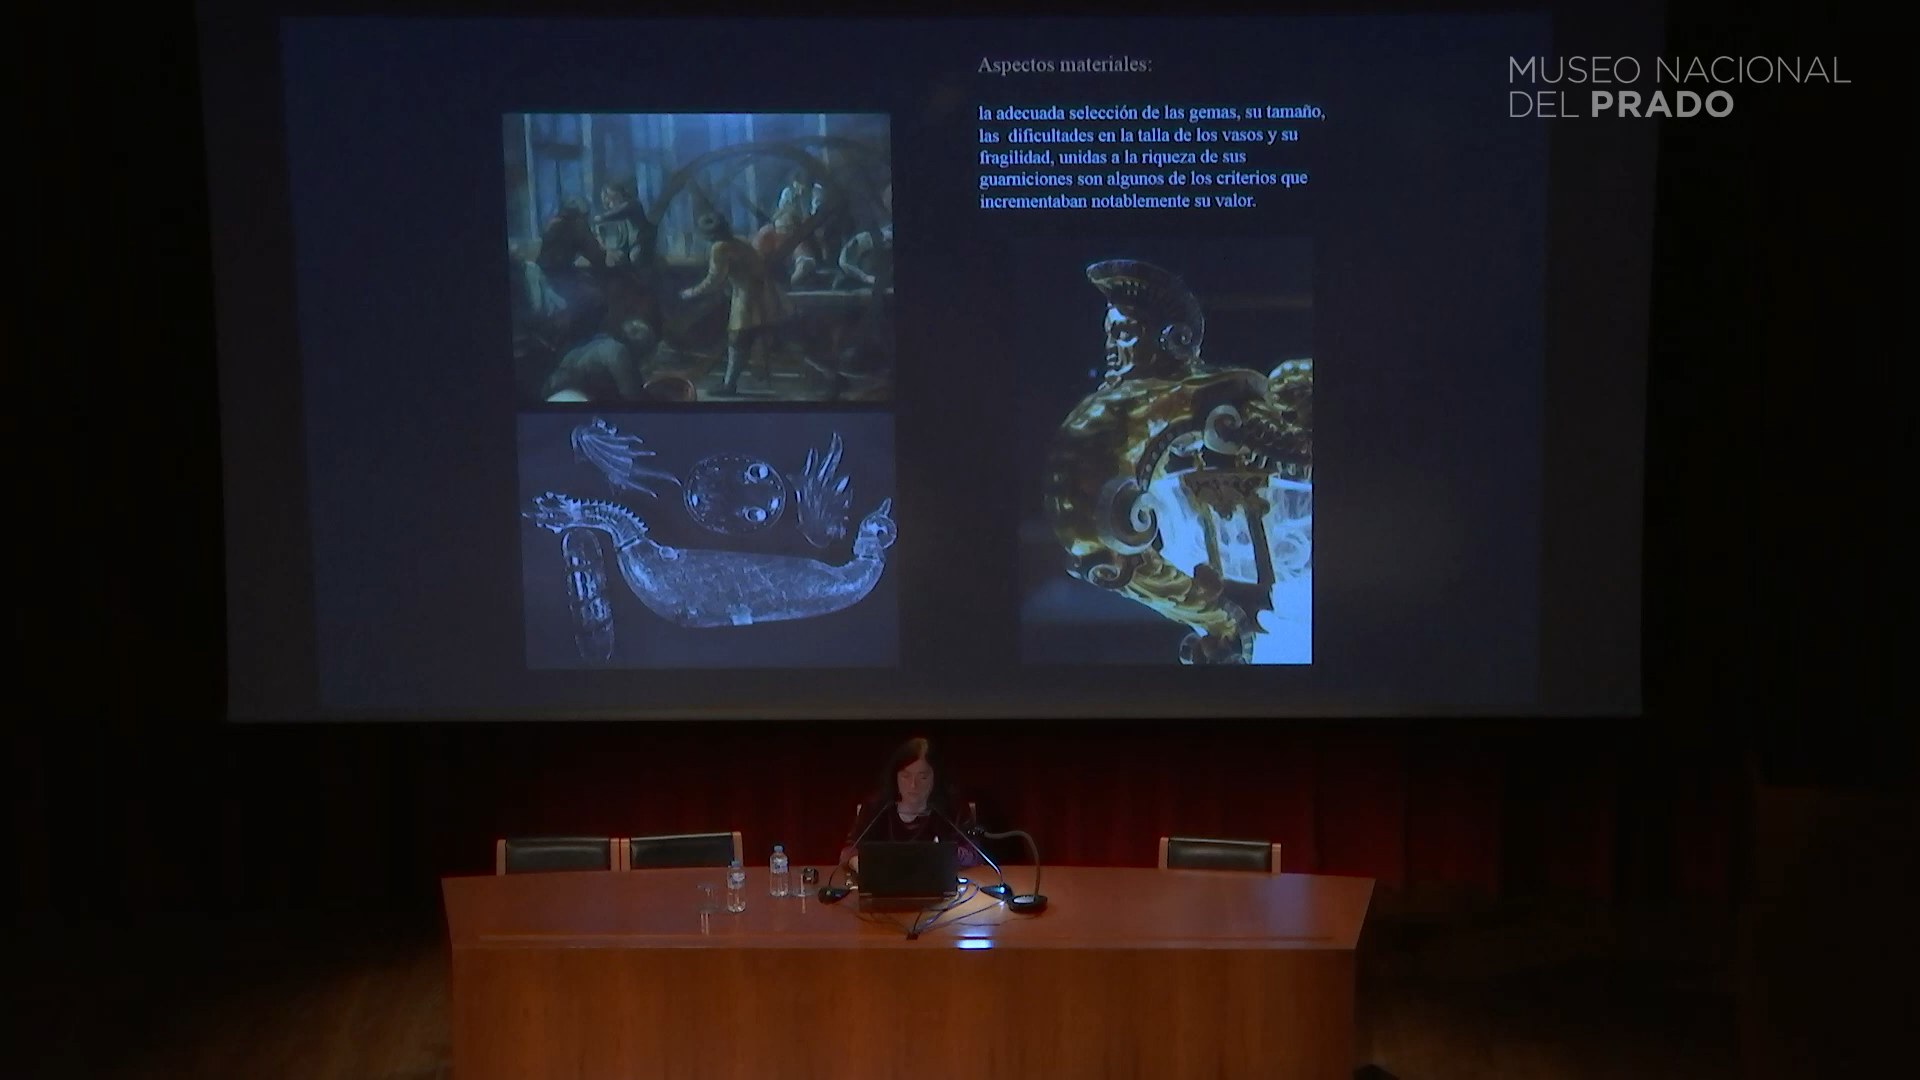 Aspectos materiales:
la adecuada selección de las gemas, su tamaño,
las dificultades en la talla de los vasos y su
fragilidad, unidas a la riqueza de sus
guarniciones son algunos de los criterios que
incrementaban notablemente su valor.
MUSEO NACIONAL
DEL PRADO